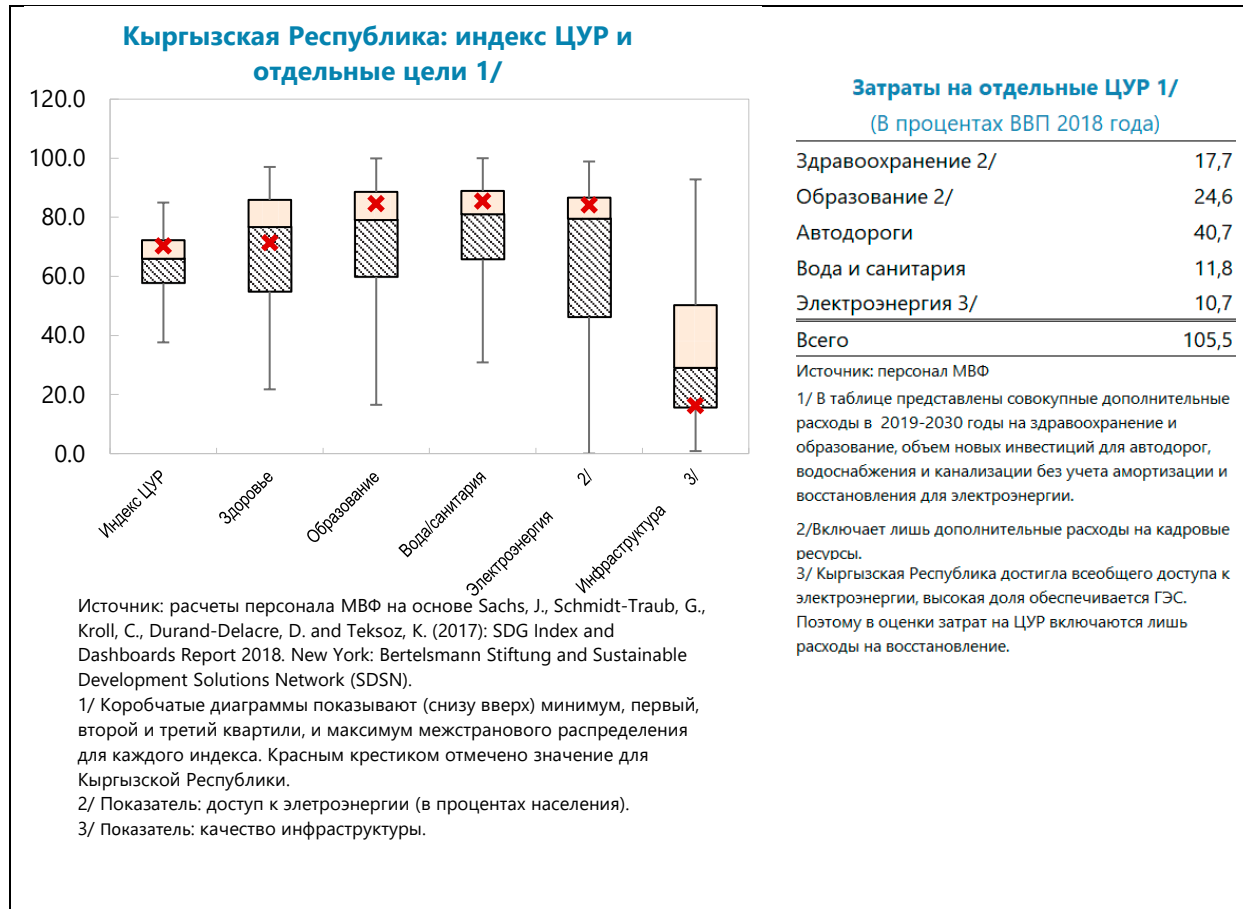 Кыргызская Республика: индекс ЦУР и
отдельные цели 1/
120.0
100.0
80.0
60.0
40.0
20.0
0.0
Индекс ЦУР
Здоровье
Образование
Вода/санитария
Электроэнергия 2/
Инфраструктура 3/
Источник: расчеты персонала МВФ на основе Sachs, J., Schmidt-Traub, G.,
Kroll, C., Durand-Delacre, D. and Teksoz, K. (2017): SDG Index and
Dashboards Report 2018. New York: Bertelsmann Stiftung and Sustainable
Development Solutions Network (SDSN).
1/ Коробчатые диаграммы показывают (снизу вверх) минимум, первый,
второй и третий квартили, и максимум межстранового распределения
для каждого индекса. Красным крестиком отмечено значение для
Кыргызской Республики.
2/ Показатель: доступ к элетроэнергии (в процентах населения).
3/ Показатель: качество инфраструктуры.
Затраты на отдельные ЦУР 1/
(В процентах ВВП 2018 года)
Здравоохранение 2/ 17,7
Образование 2/ 24,6
Автодороги 40,7
Вода и санитария 11,8
Электроэнергия 3/ 10,7
Всего 105,5
Источник: персонал МВФ
1/ В таблице представлены совокупные дополнительные
расходы в 2019-2030 годы на здравоохранение и
образование, объем новых инвестиций для автодорог,
водоснабжения и канализации без учета амортизации и
восстановления для электроэнергии.
2/Включает лишь дополнительные расходы на кадровые
ресурсы.
3/ Кыргызская Республика достигла всеобщего доступа к
электроэнергии, высокая доля обеспечивается ГЭС.
Поэтому в оценки затрат на ЦУР включаются лишь
расходы на восстановление.